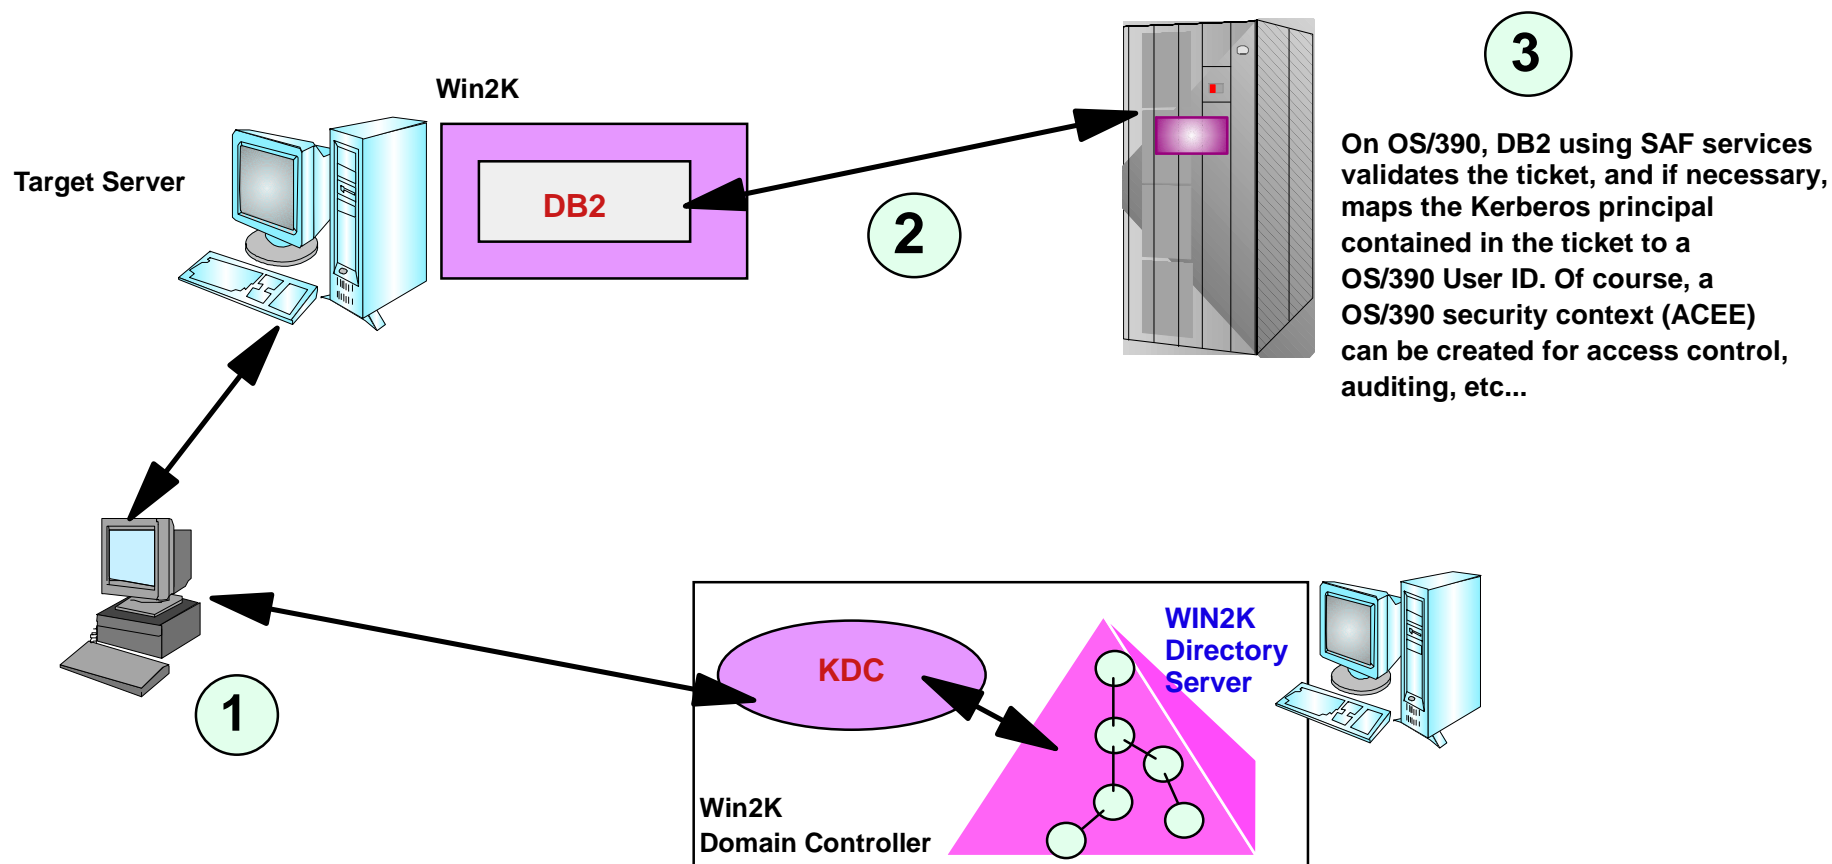 Win2K
Target Server
DB2
2
3
On OS/390, DB2 using SAF services
validates the ticket, and if necessary,
maps the Kerberos principal
contained in the ticket to a
OS/390 User ID. Of course, a
OS/390 security context (ACEE)
can be created for access control,
auditing, etc...
1
KDC
WIN2K
Directory
Server
Win2K
Domain Controller